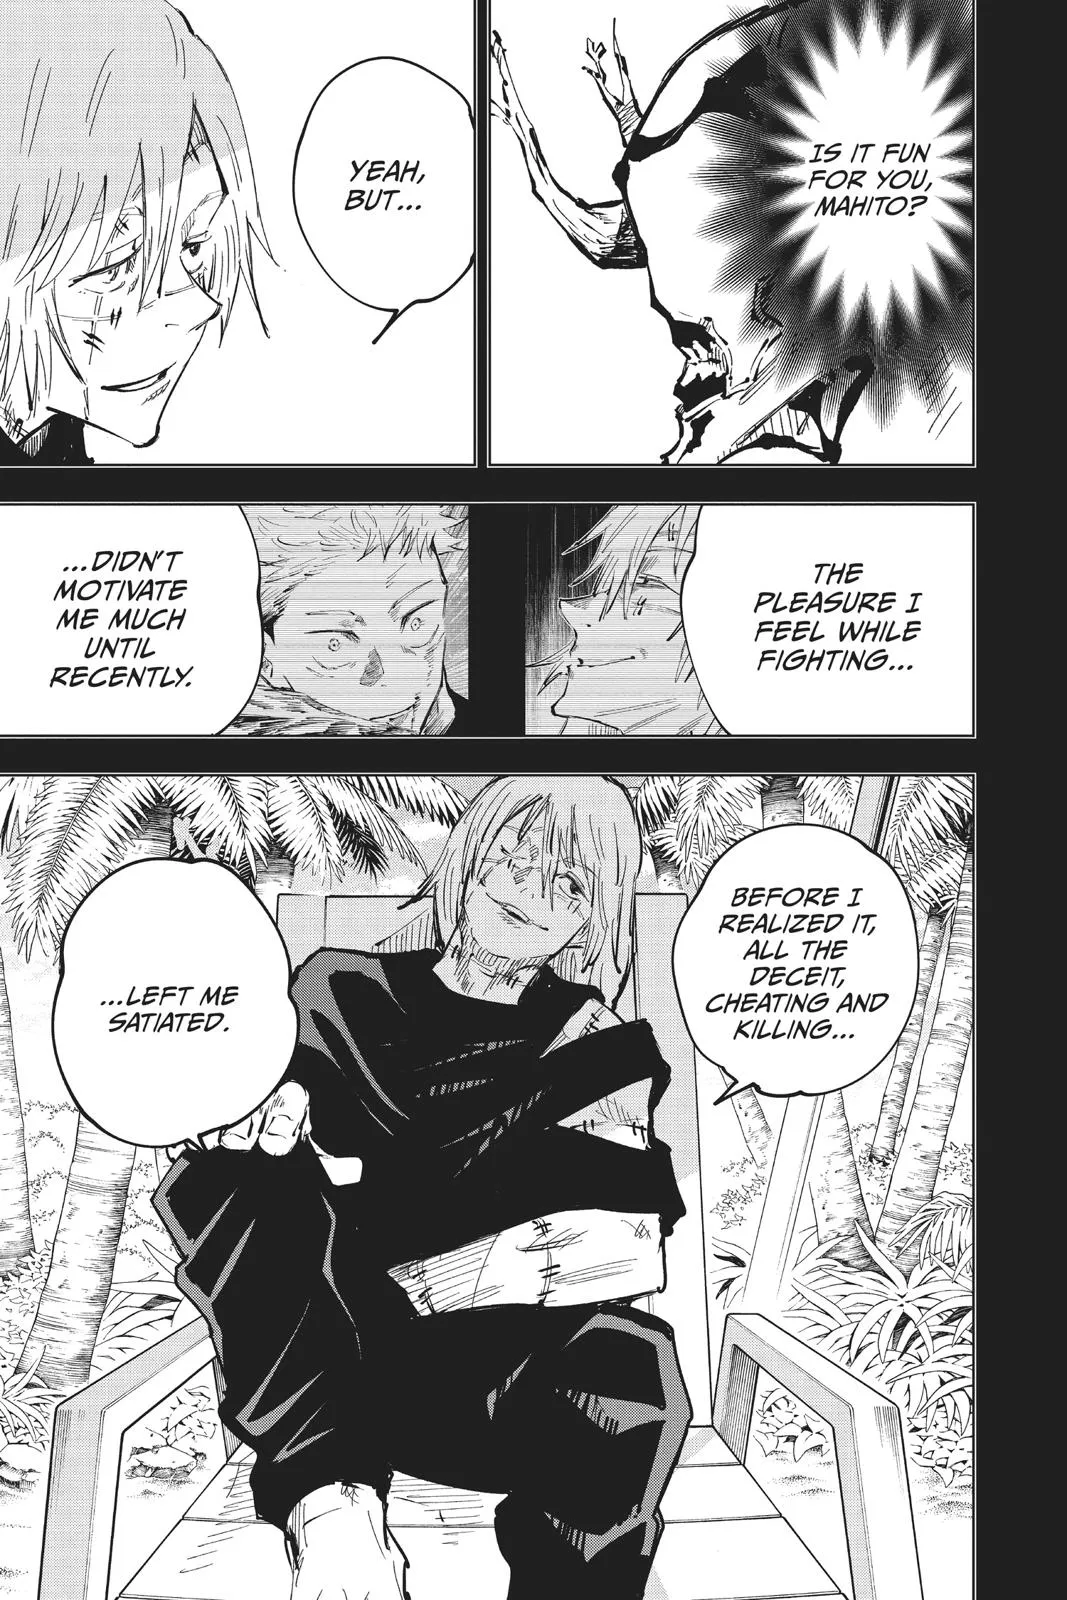 IS IT FUN
FOR YOU,
MAHITO?
YEAH,
BUT...
THE
PLEASURE I
FEEL WHILE
FIGHTING...
...DIDN'T
MOTIVATE
ME MUCH
UNTIL
RECENTLY.
BEFORE I
REALIZED IT,
ALL THE
DECEIT,
CHEATING AND
KILLING...
...LEFT ME
SATIATED.